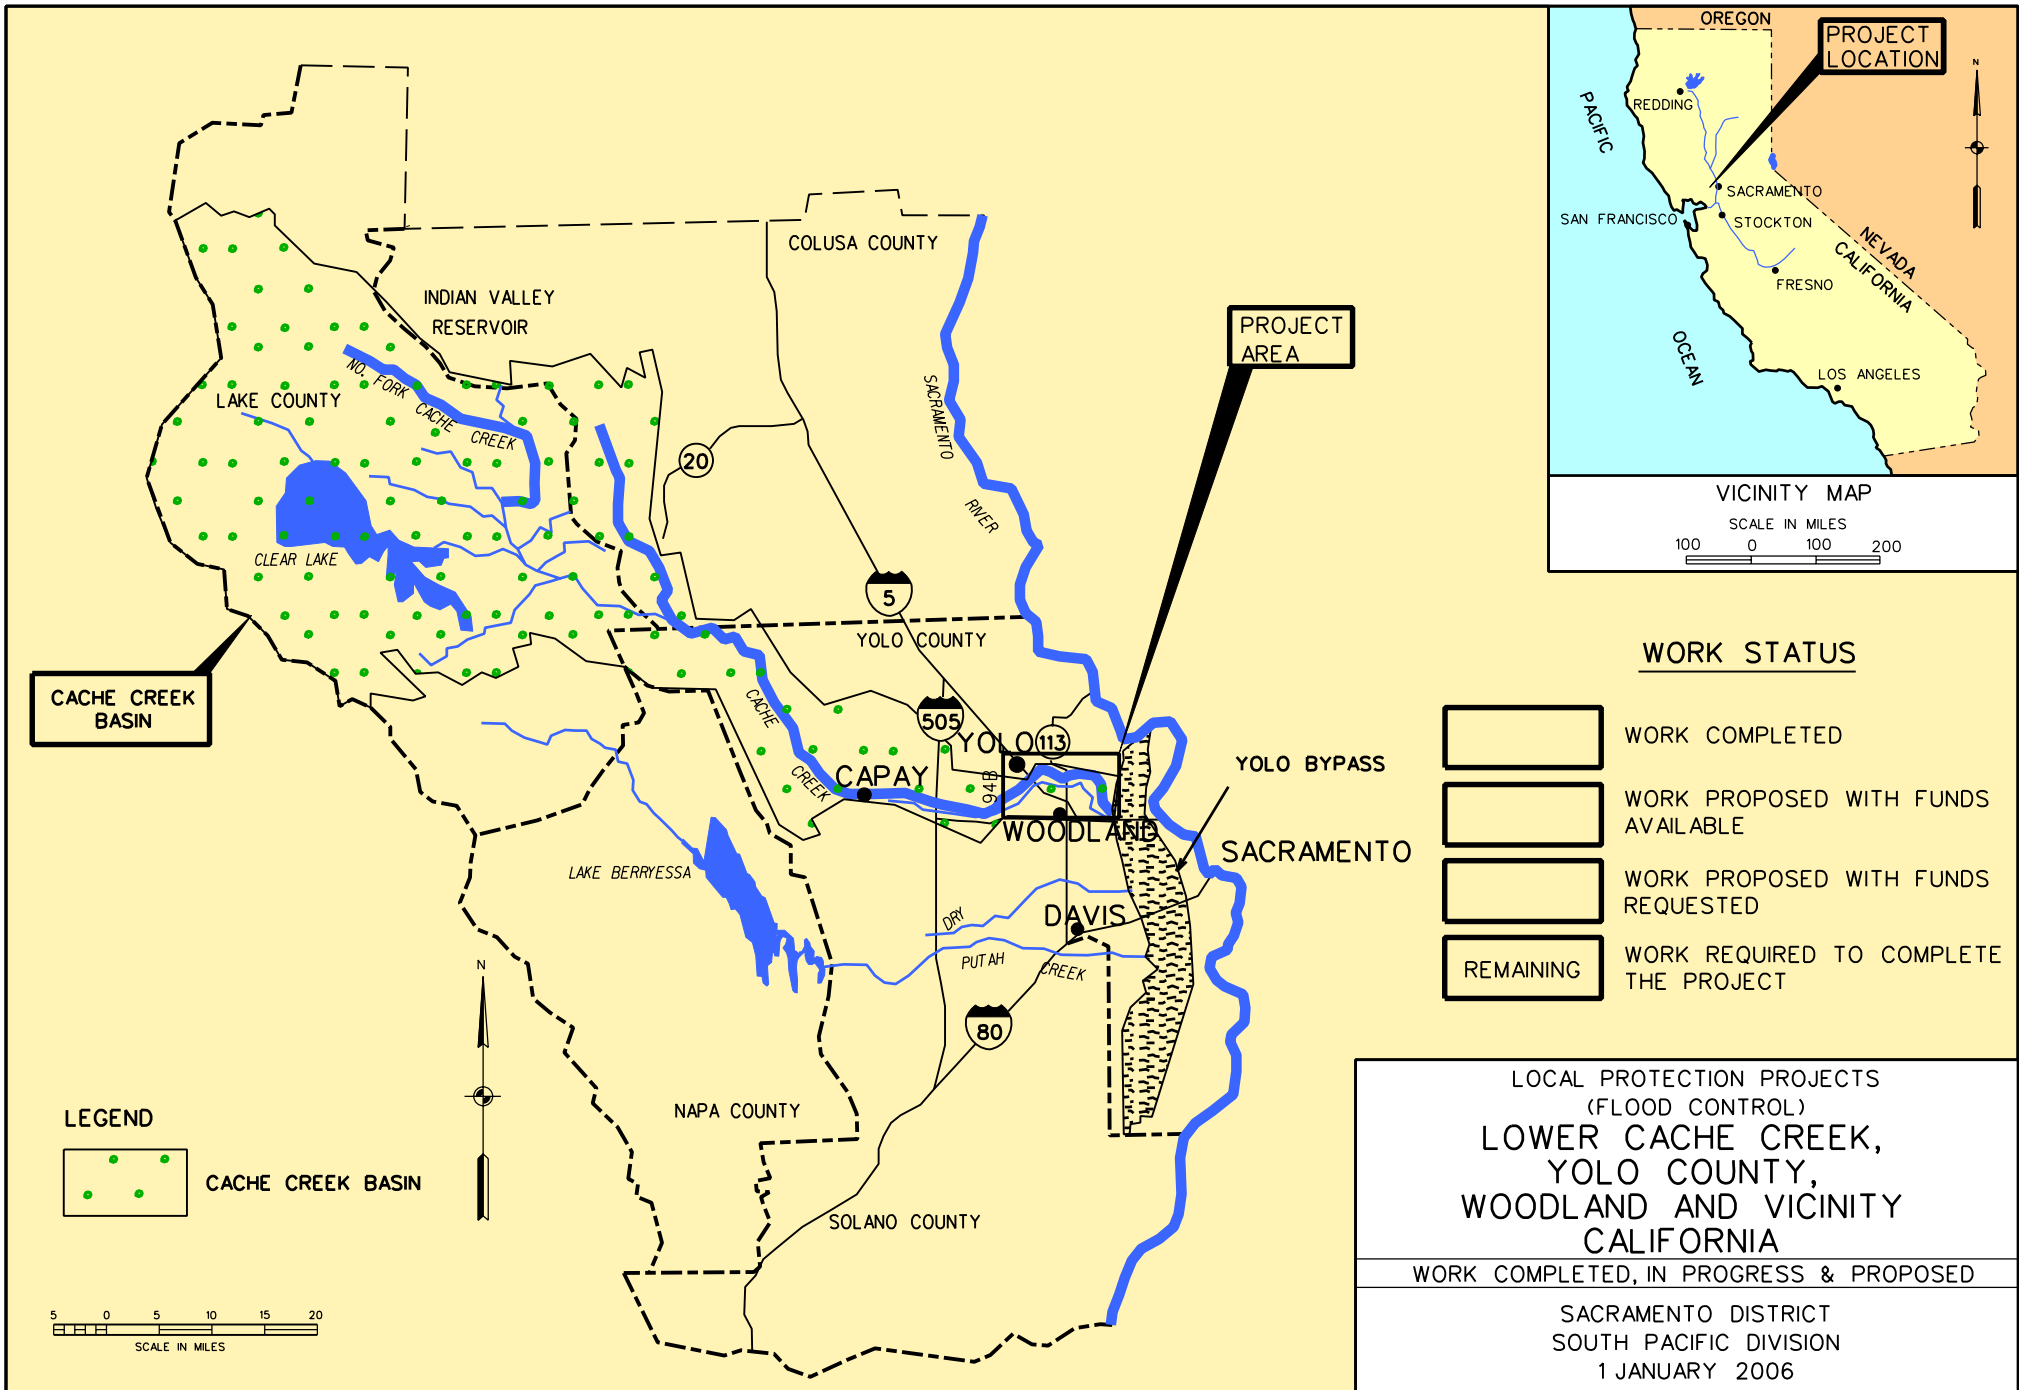 OREGON
PROJECT
LOCATION
N
REDDING
PACIFIC
SACRAMENTO
SAN FRANCISCO
STOCKTON
NEVADA
CALIFORNIA
FRESNO
OCEAN
LOS ANGELES
VICINITY MAP
SCALE IN MILES
100 0 100 200
COLUSA COUNTY
INDIAN VALLEY
RESERVOIR
PROJECT
AREA
NO. FORK CACHE CREEK
LAKE COUNTY
SACRAMENTO
RIVER
20
CLEAR LAKE
5
YOLO COUNTY
CACHE CREEK
BASIN
CACHE
CREEK
505
YOLO
113
94B
CAPAY
WOODLAND
YOLO BYPASS
SACRAMENTO
LAKE BERRYESSA
DRY
DAVIS
PUTAH
CREEK
80
N
NAPA COUNTY
SOLANO COUNTY
LEGEND
CACHE CREEK BASIN
5 0 5 10 15 20
SCALE IN MILES
WORK STATUS
WORK COMPLETED
WORK PROPOSED WITH FUNDS
AVAILABLE
WORK PROPOSED WITH FUNDS
REQUESTED
REMAINING
WORK REQUIRED TO COMPLETE
THE PROJECT
LOCAL PROTECTION PROJECTS
(FLOOD CONTROL)
LOWER CACHE CREEK,
YOLO COUNTY,
WOODLAND AND VICINITY
CALIFORNIA
WORK COMPLETED, IN PROGRESS & PROPOSED
SACRAMENTO DISTRICT
SOUTH PACIFIC DIVISION
1 JANUARY 2006